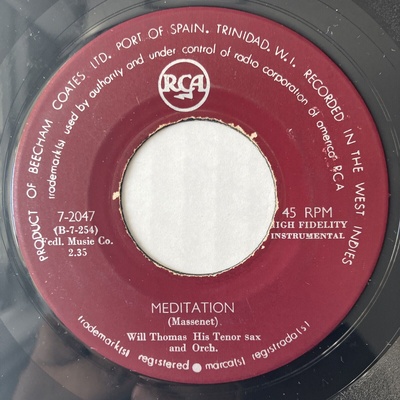 PRODUCT OF BEECHAM COATES LTD. PORT OF SPAIN. TRINIDAD. W.I. RECORDED IN THE WEST INDIES
trademark(s) used by authority and under control of radio corporation of america RCA
RCA
7-2047
(B-7-254)
Fedl. Music Co.
2.35
45 RPM
HIGH FIDELITY
INSTRUMENTAL
MEDITATION
(Massenet)
Will Thomas His Tenor sax
and Orch.
trademark(s) registered • marca(s) registrada(s)